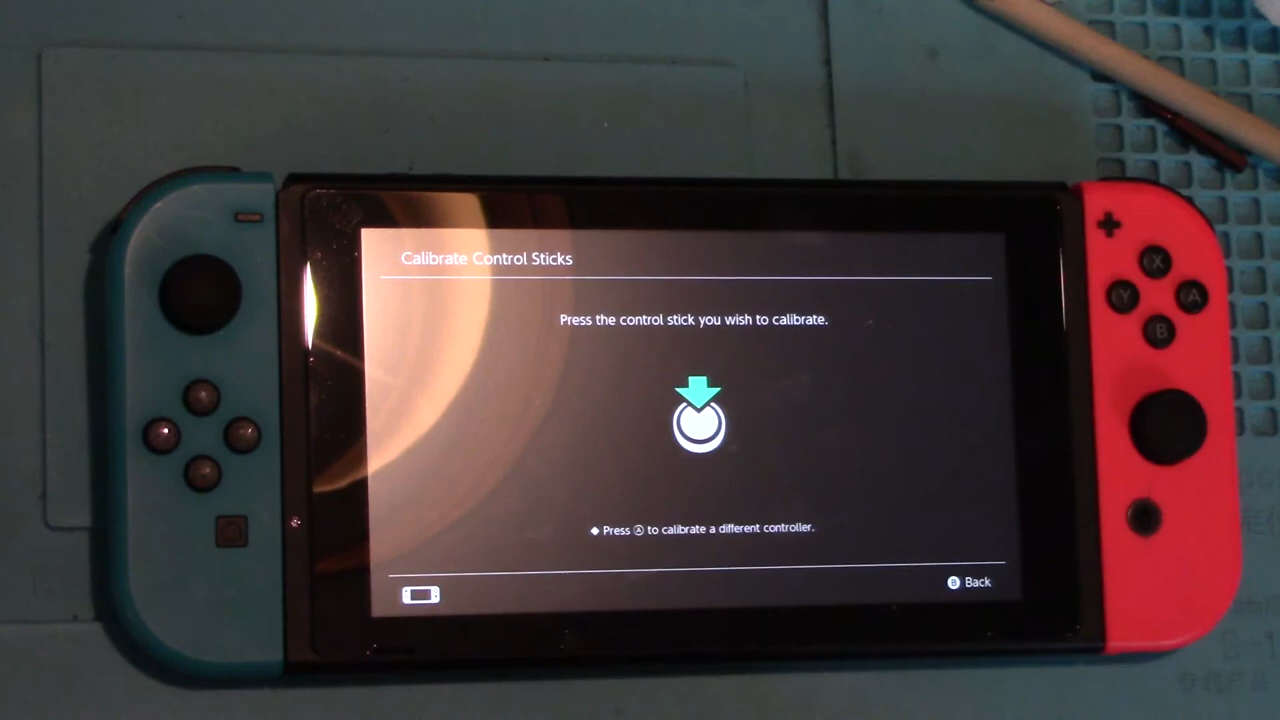 Calibrate Control Sticks
Press the control stick you wish to calibrate.
◆ Press Ⓐ to calibrate a different controller.
Ⓑ Back
X
Y
A
B